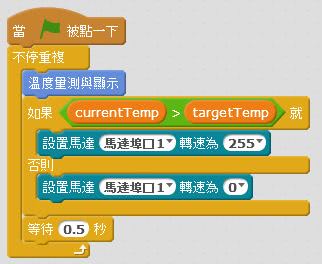 當 被點一下
不停重複
溫度量測與顯示
如果 currentTemp > targetTemp 就
設置馬達 馬達埠口1 轉速為 255
否則
設置馬達 馬達埠口1 轉速為 0
等待 0.5 秒